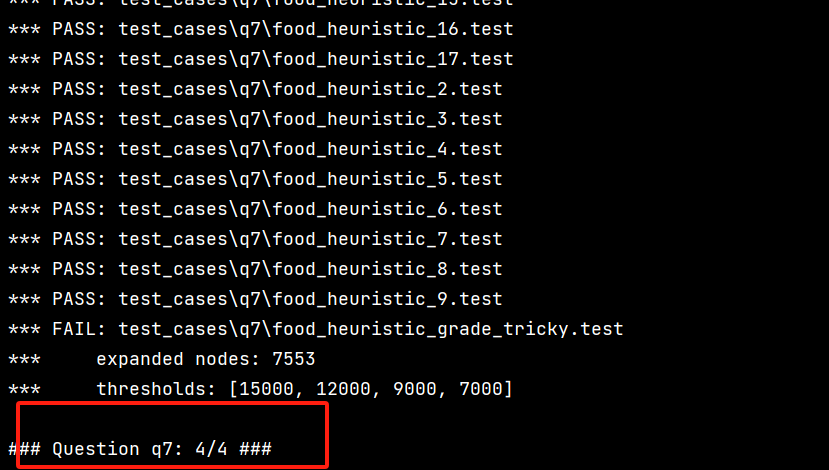 *** PASS: test_cases\q7\food_heuristic_15.test
*** PASS: test_cases\q7\food_heuristic_16.test
*** PASS: test_cases\q7\food_heuristic_17.test
*** PASS: test_cases\q7\food_heuristic_2.test
*** PASS: test_cases\q7\food_heuristic_3.test
*** PASS: test_cases\q7\food_heuristic_4.test
*** PASS: test_cases\q7\food_heuristic_5.test
*** PASS: test_cases\q7\food_heuristic_6.test
*** PASS: test_cases\q7\food_heuristic_7.test
*** PASS: test_cases\q7\food_heuristic_8.test
*** PASS: test_cases\q7\food_heuristic_9.test
*** FAIL: test_cases\q7\food_heuristic_grade_tricky.test
***     expanded nodes: 7553
***     thresholds: [15000, 12000, 9000, 7000]
### Question q7: 4/4 ###